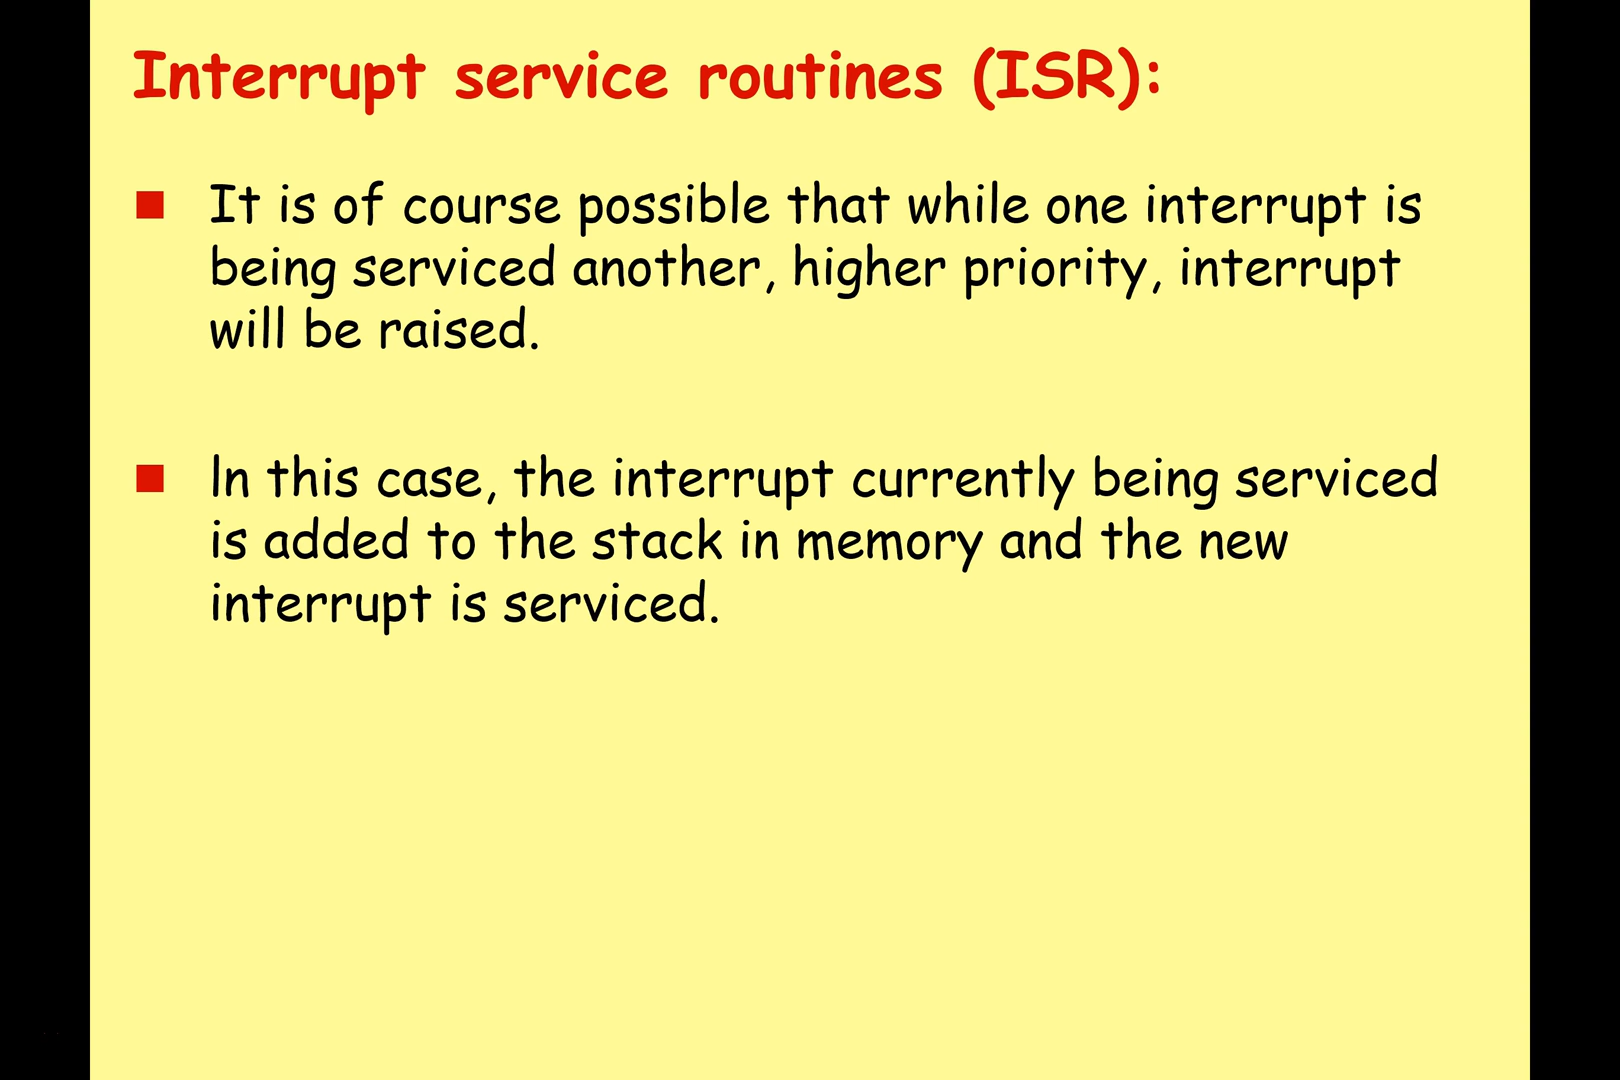 Interrupt service routines (ISR):
It is of course possible that while one interrupt is
being serviced another, higher priority, interrupt
will be raised.
In this case, the interrupt currently being serviced
is added to the stack in memory and the new
interrupt is serviced.